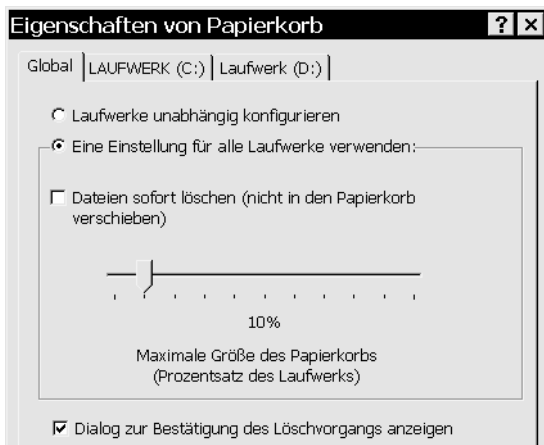 Eigenschaften von Papierkorb
Global LAUFWERK (C:) Laufwerk (D:)
Laufwerke unabhängig konfigurieren
Eine Einstellung für alle Laufwerke verwenden:
Dateien sofort löschen (nicht in den Papierkorb
verschieben)
10%
Maximale Größe des Papierkorbs
(Prozentsatz des Laufwerks)
Dialog zur Bestätigung des Löschvorgangs anzeigen